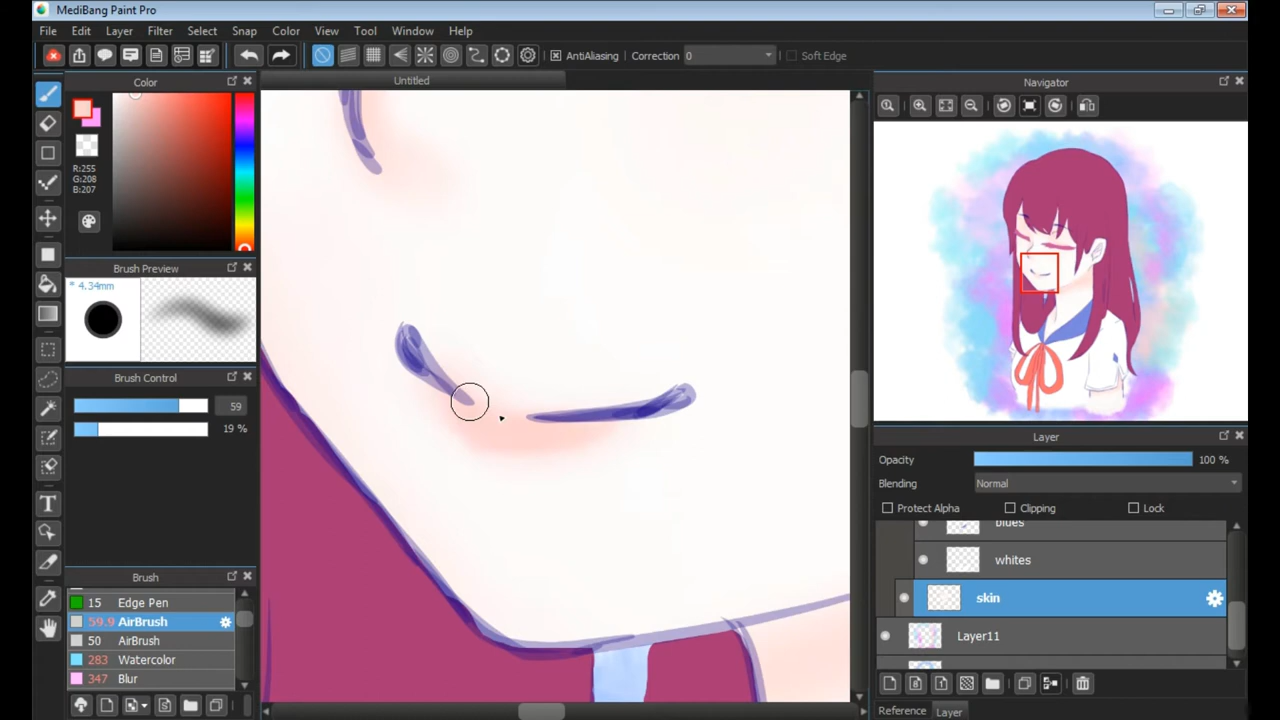 MediBang Paint Pro
File Edit Layer Filter Select Snap Color View Tool Window Help
AntiAliasing Correction 0 Soft Edge
Color
Untitled
Navigator
R:255
G:208
B:207
Brush Preview
* 4.34mm
Brush Control
59
19 %
Layer
Opacity 100 %
Blending Normal
Protect Alpha Clipping Lock
blues
whites
skin
Layer11
Brush
15 Edge Pen
59.9 AirBrush
50 AirBrush
283 Watercolor
347 Blur
Reference Layer